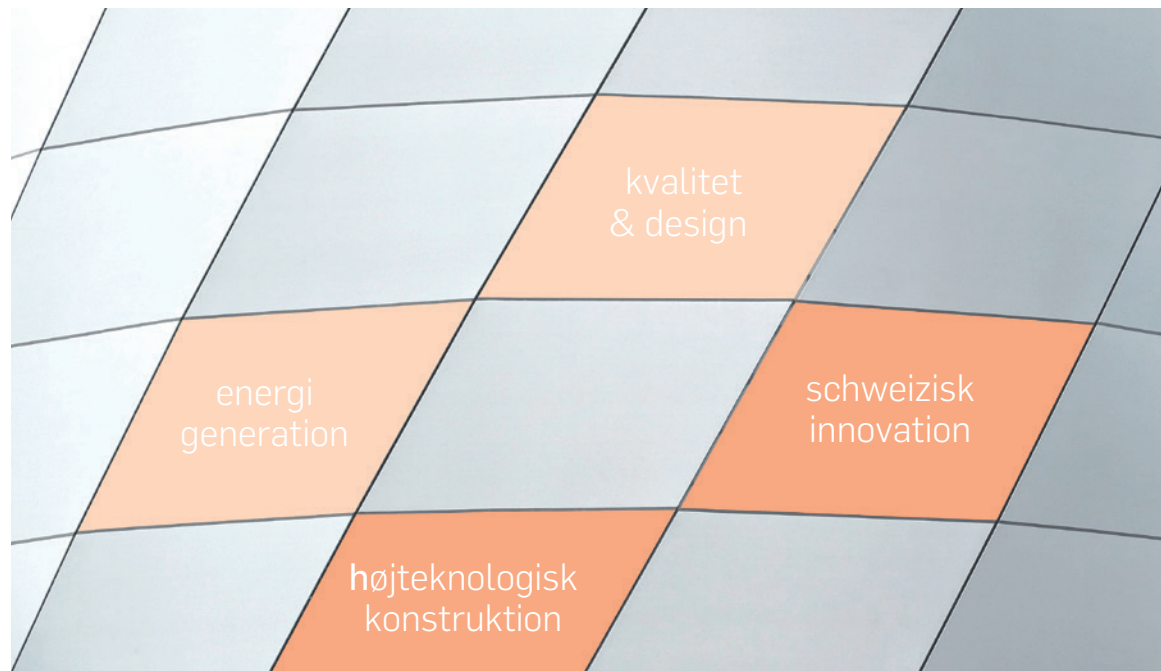 kvalitet
& design
energi
generation
schweizisk
innovation
højteknologisk
konstruktion